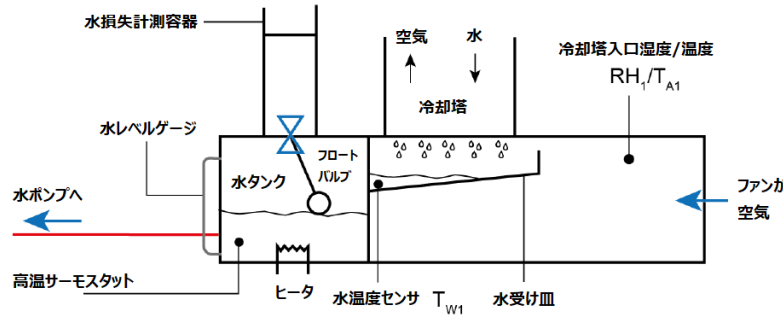 水損失計測容器
空気
水
冷却塔入口湿度/温度
RH1/TA1
冷却塔
水レベルゲージ
フロート
バルブ
水タンク
水ポンプへ
ファンか
空気
高温サーモスタット
ヒータ
水温度センサ TW1
水受け皿